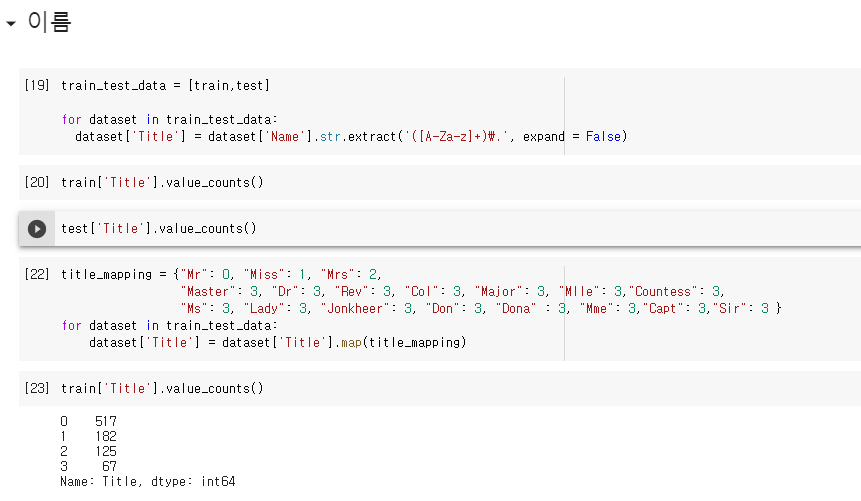 이름
[19] train_test_data = [train,test]
for dataset in train_test_data:
dataset['Title'] = dataset['Name'].str.extract('([A-Za-z]+)₩.', expand = False)
[20] train['Title'].value_counts()
test['Title'].value_counts()
[22] title_mapping = {"Mr": 0, "Miss": 1, "Mrs": 2,
"Master": 3, "Dr": 3, "Rev": 3, "Col": 3, "Major": 3, "Mlle": 3,"Countess": 3,
"Ms": 3, "Lady": 3, "Jonkheer": 3, "Don": 3, "Dona" : 3, "Mme": 3,"Capt": 3,"Sir": 3 }
for dataset in train_test_data:
dataset['Title'] = dataset['Title'].map(title_mapping)
[23] train['Title'].value_counts()
0 517
1 182
2 125
3 67
Name: Title, dtype: int64